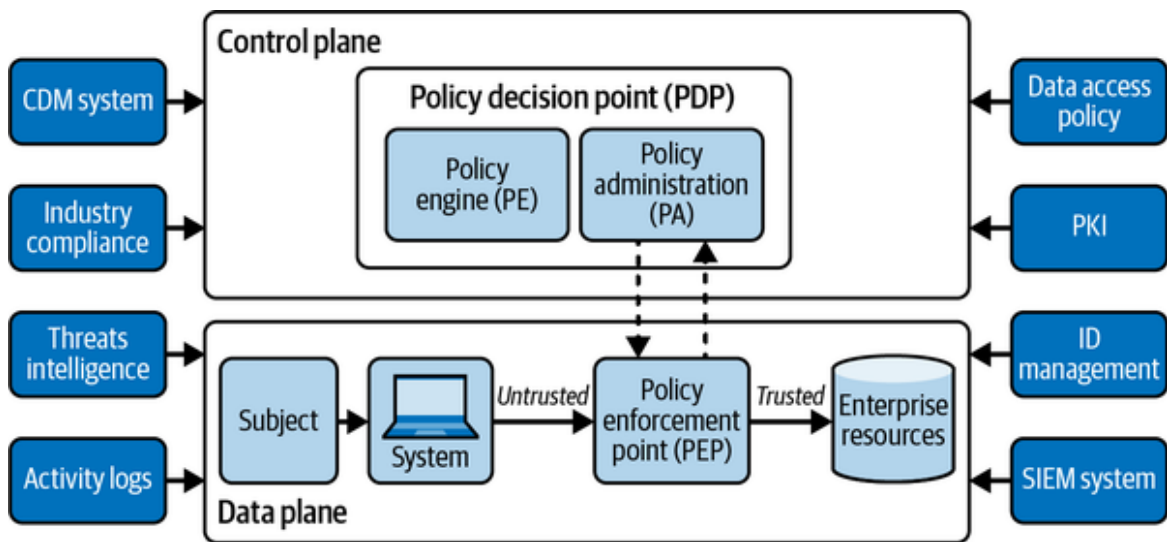 Control plane
CDM system
Policy decision point (PDP)
Data access
policy
Policy
engine (PE)
Policy
administration
(PA)
Industry
compliance
PKI
Threats
intelligence
ID
management
Subject
System
Untrusted
Policy
enforcement
point (PEP)
Trusted
Enterprise
resources
Activity logs
SIEM system
Data plane